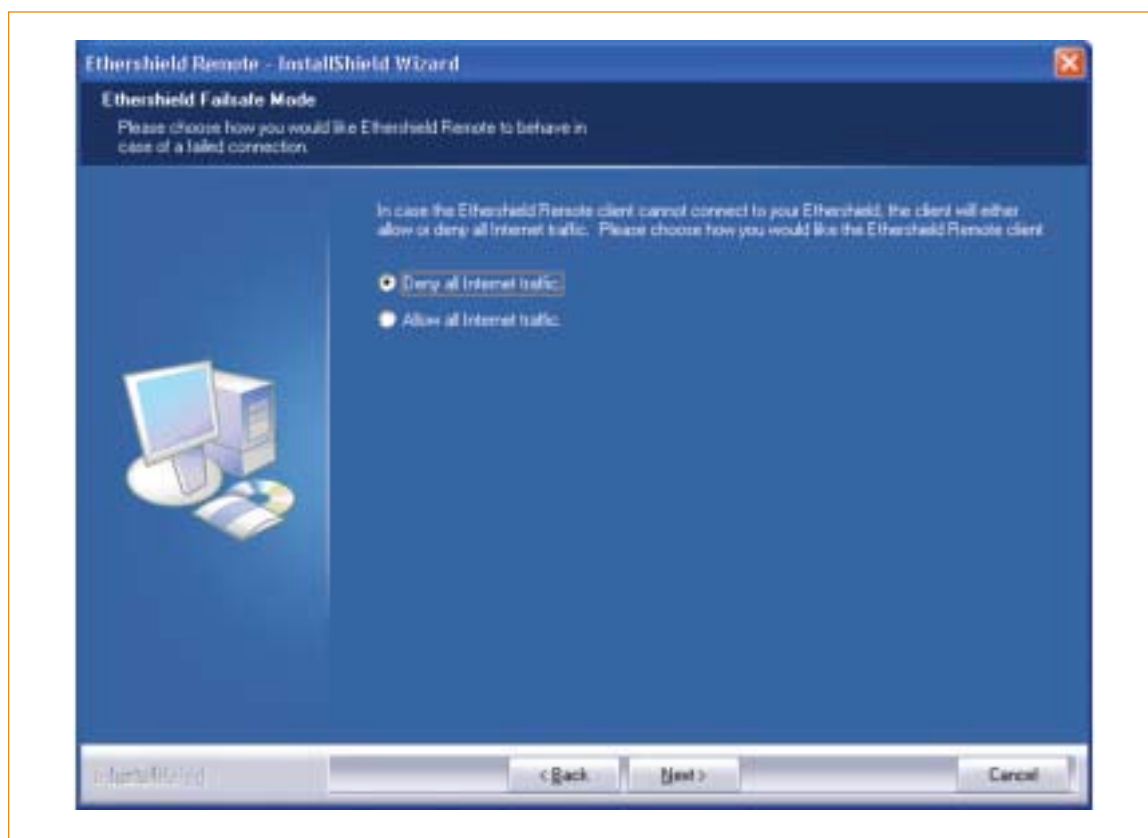 Ethershield Remote - InstallShield Wizard
Ethershield Failsafe Mode
Please choose how you would like Ethershield Remote to behave in
case of a failed connection.
In case the Ethershield Remote client cannot connect to your Ethershield, the client will either
allow or deny all Internet traffic. Please choose how you would like the Ethershield Remote client
Deny all Internet traffic.
Allow all Internet traffic.
InstallShield
< Back
Next >
Cancel